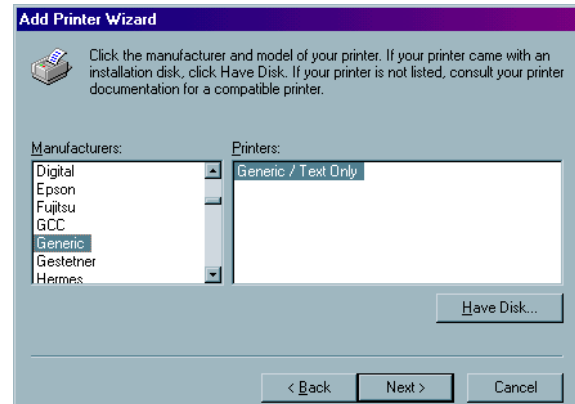 Add Printer Wizard
Click the manufacturer and model of your printer. If your printer came with an
installation disk, click Have Disk. If your printer is not listed, consult your printer
documentation for a compatible printer.
Manufacturers:
Printers:
Digital
Epson
Fujitsu
GCC
Generic
Gestetner
Hermes
Generic / Text Only
Have Disk...
< Back
Next >
Cancel